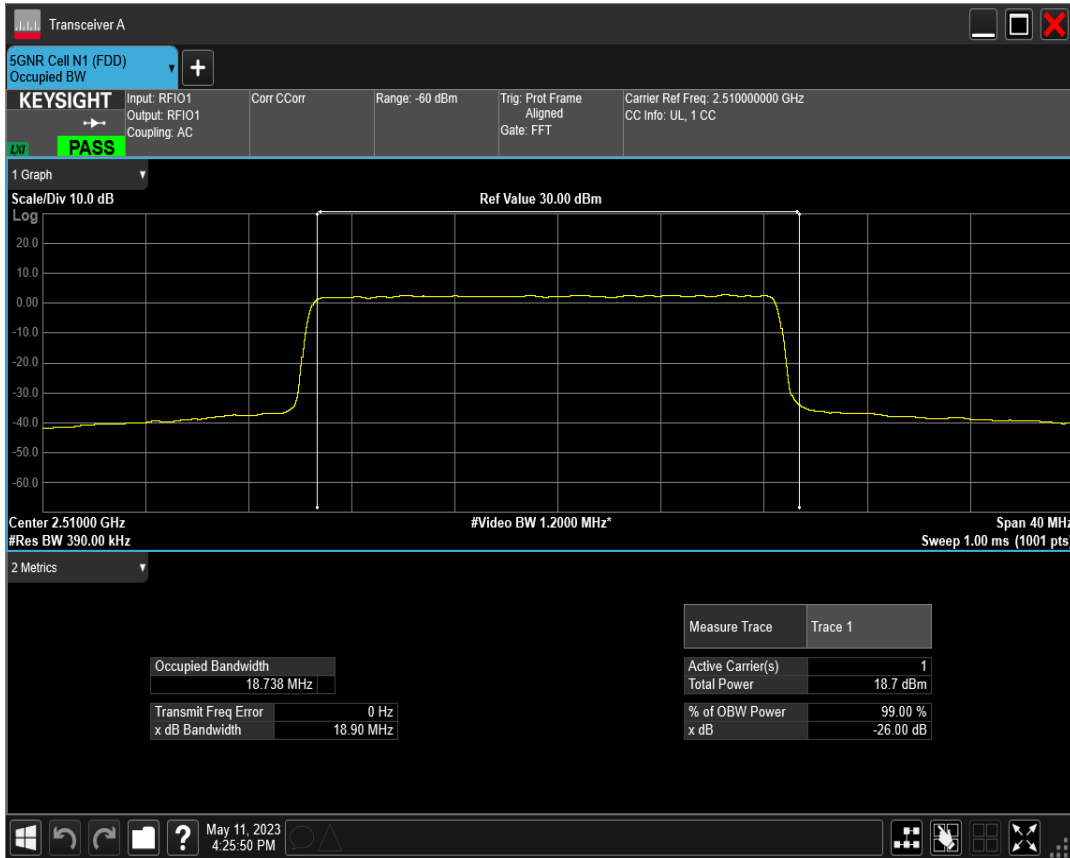 Transceiver A
5GNR Cell N1 (FDD)
Occupied BW
+
KEYSIGHT
LXI
PASS
Input: RFIO1
Output: RFIO1
Coupling: AC
Corr CCorr
Range: -60 dBm
Trig: Prot Frame
Aligned
Gate: FFT
Carrier Ref Freq: 2.510000000 GHz
CC Info: UL, 1 CC
1 Graph
Scale/Div 10.0 dB
Ref Value 30.00 dBm
Log
20.0
10.0
0.00
-10.0
-20.0
-30.0
-40.0
-50.0
-60.0
Center 2.51000 GHz
#Video BW 1.2000 MHz*
Span 40 MHz
#Res BW 390.00 kHz
Sweep 1.00 ms (1001 pts)
2 Metrics
Measure Trace Trace 1
Occupied Bandwidth
18.738 MHz
Active Carrier(s) 1
Total Power 18.7 dBm
Transmit Freq Error 0 Hz
x dB Bandwidth 18.90 MHz
% of OBW Power 99.00 %
x dB -26.00 dB
?
May 11, 2023
4:25:50 PM